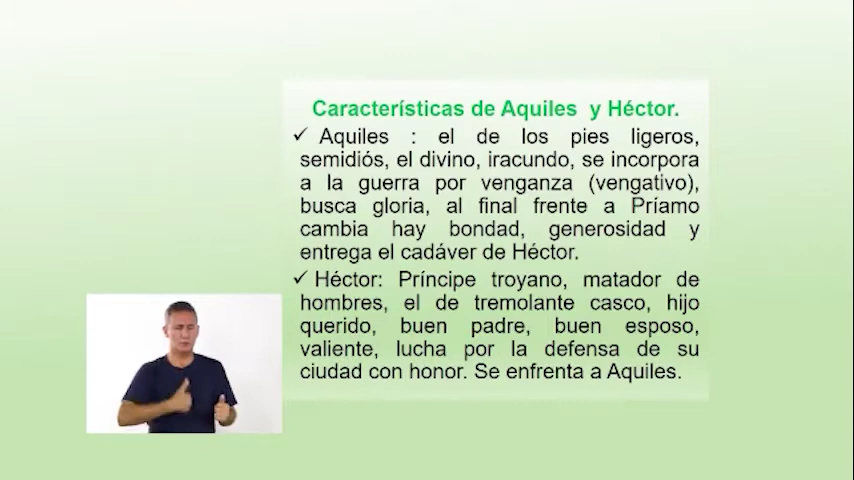 Características de Aquiles y Héctor.
✓ Aquiles : el de los pies ligeros,
semidiós, el divino, iracundo, se incorpora
a la guerra por venganza (vengativo),
busca gloria, al final frente a Príamo
cambia hay bondad, generosidad y
entrega el cadáver de Héctor.
✓ Héctor: Príncipe troyano, matador de
hombres, el de tremolante casco, hijo
querido, buen padre, buen esposo,
valiente, lucha por la defensa de su
ciudad con honor. Se enfrenta a Aquiles.